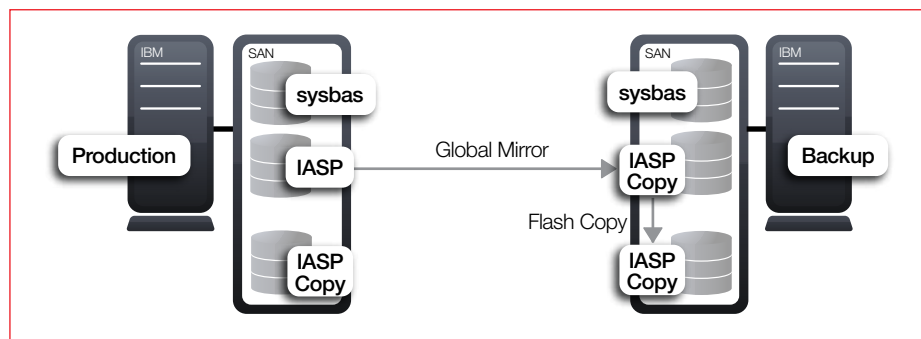 IBM
SAN
sysbas
Production
IASP
IASP
Copy
Global Mirror
SAN
IBM
sysbas
IASP
Copy
Backup
Flash Copy
IASP
Copy